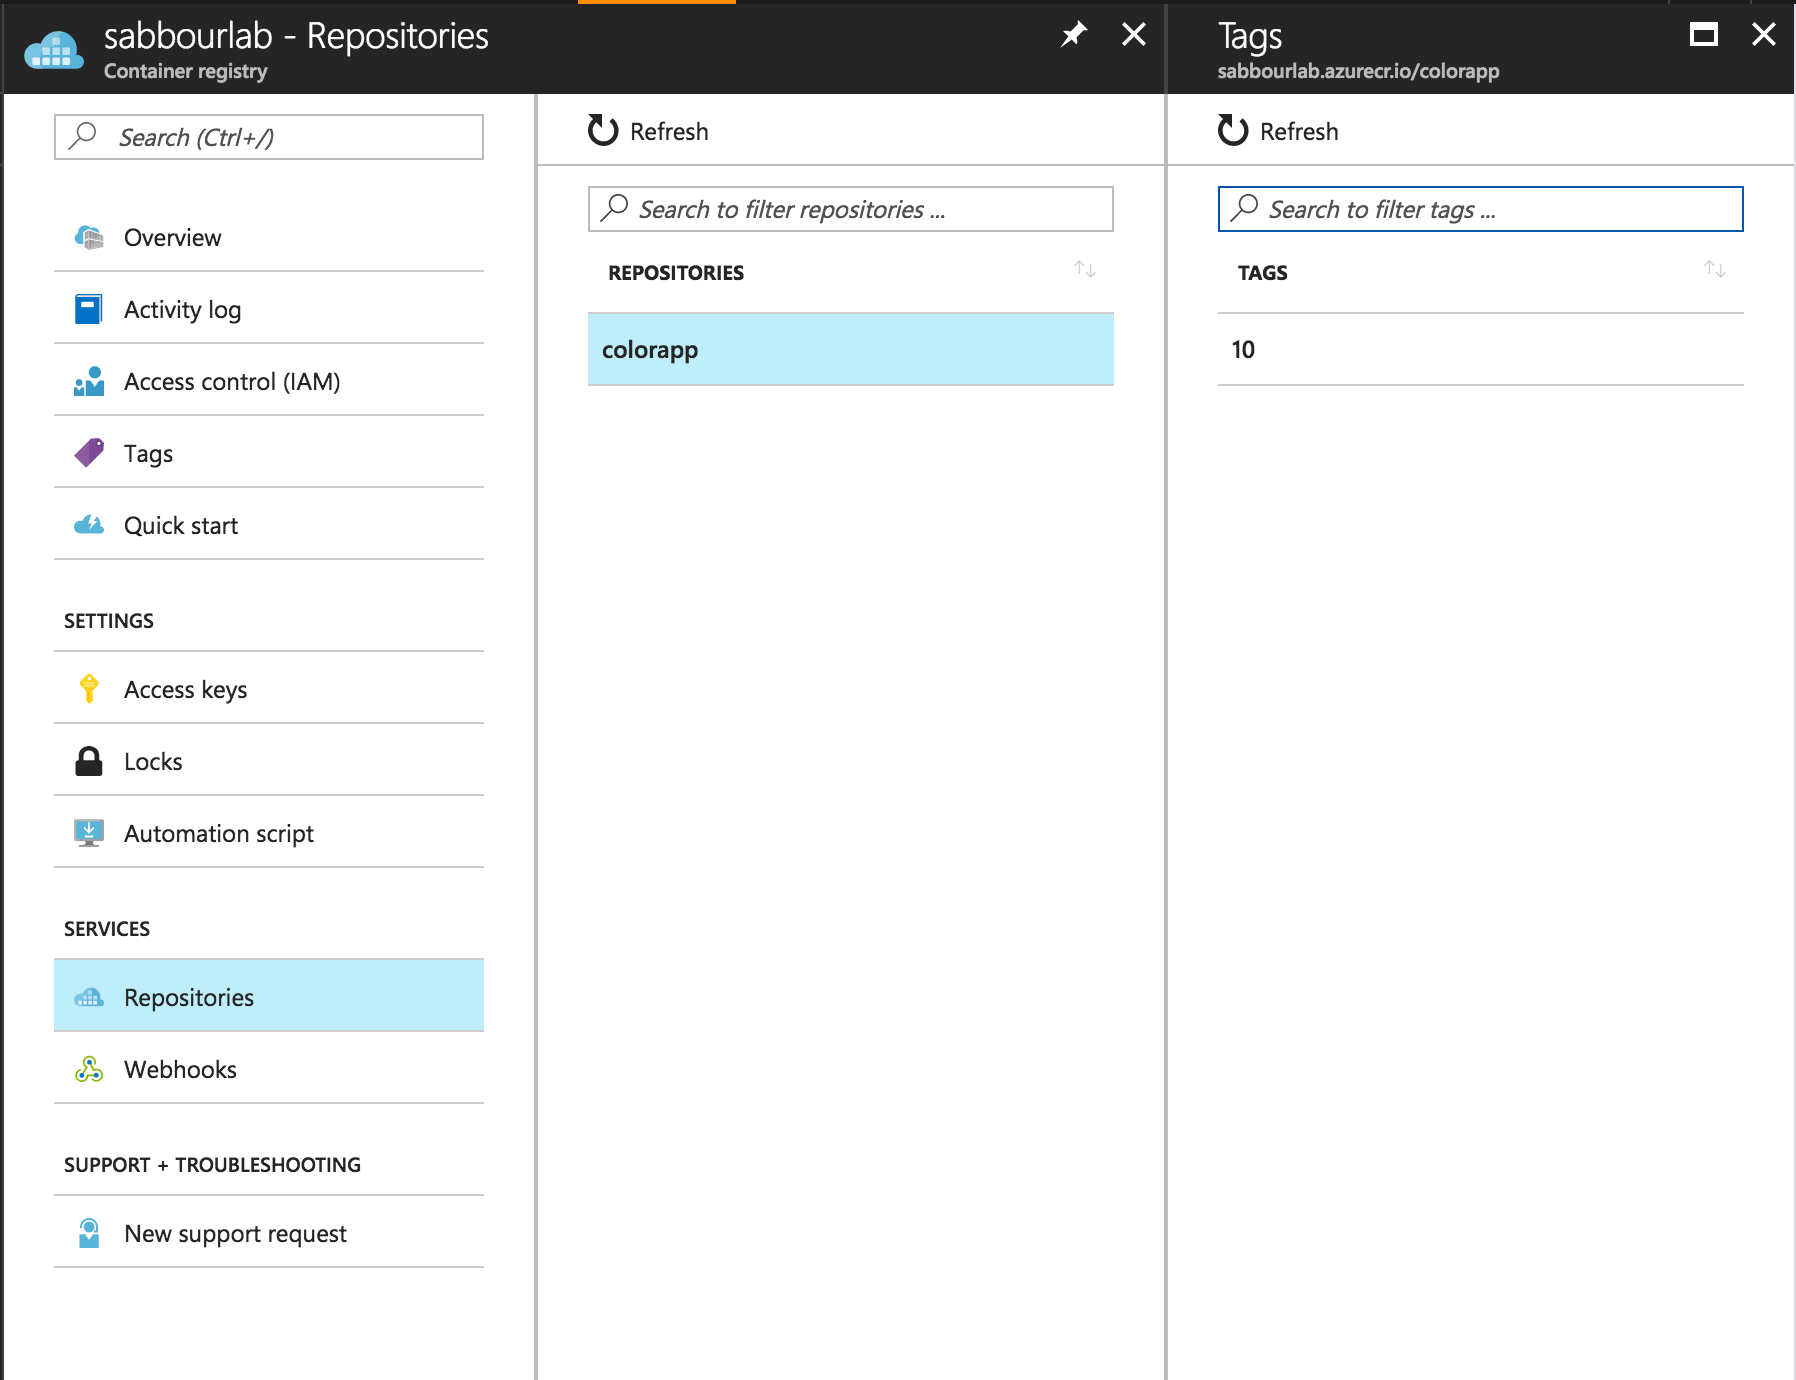 sabbourlab - Repositories
Container registry
Search (Ctrl+/)
Overview
Activity log
Access control (IAM)
Tags
Quick start
SETTINGS
Access keys
Locks
Automation script
SERVICES
Repositories
Webhooks
SUPPORT + TROUBLESHOOTING
New support request
Refresh
Search to filter repositories ...
REPOSITORIES
colorapp
Tags
sabbourlab.azurecr.io/colorapp
Refresh
Search to filter tags ...
TAGS
10